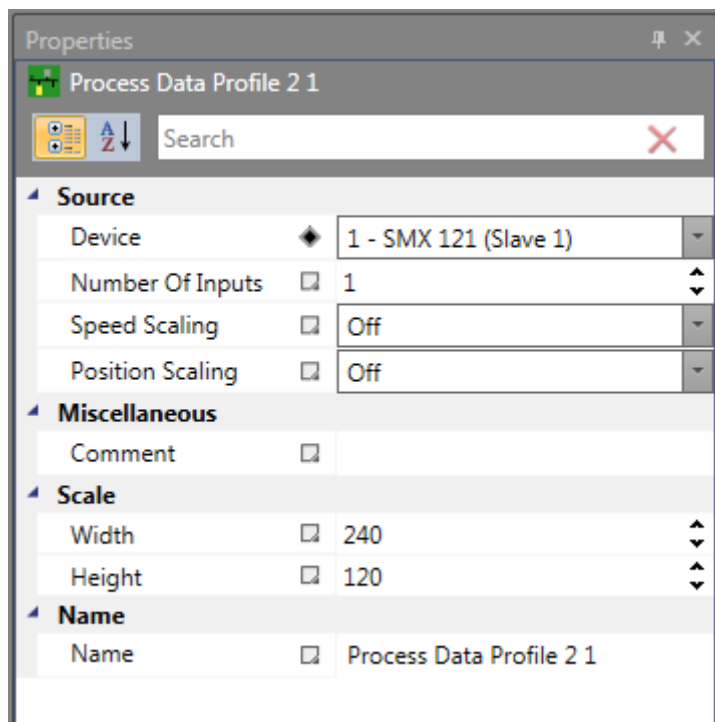 Properties
Process Data Profile 2 1
A Z Search
Source
Device 1 - SMX 121 (Slave 1)
Number Of Inputs 1
Speed Scaling Off
Position Scaling Off
Miscellaneous
Comment
Scale
Width 240
Height 120
Name
Name Process Data Profile 2 1